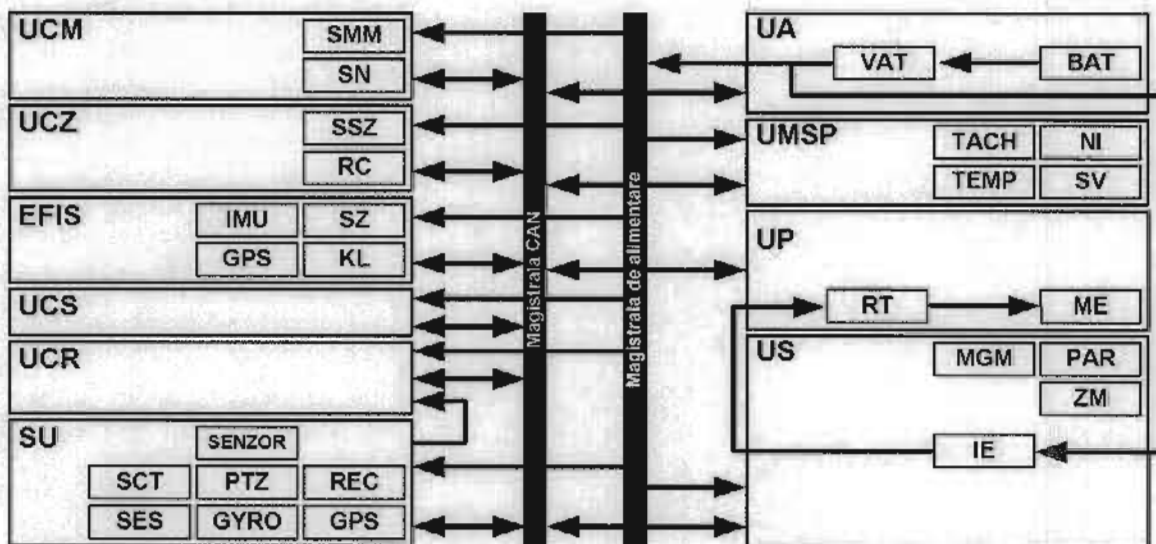 UCM
SMM
SN
UCZ
SSZ
RC
EFIS
IMU SZ
GPS KL
UCS
UCR
SU
SENZOR
SCT PTZ REC
SES GYRO GPS
Magistrala CAN
Magistrala de alimentare
UA
VAT BAT
UMSP
TACH NI
TEMP SV
UP
RT ME
US
MGM PAR
ZM
IE